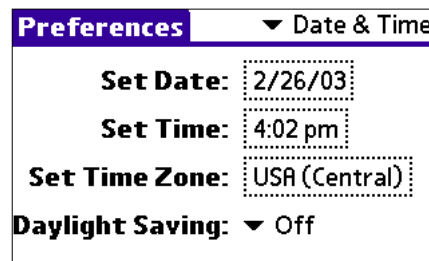 Preferences ▼ Date & Time
Set Date: 2/26/03
Set Time: 4:02 pm
Set Time Zone: USA (Central)
Daylight Saving: ▼ Off